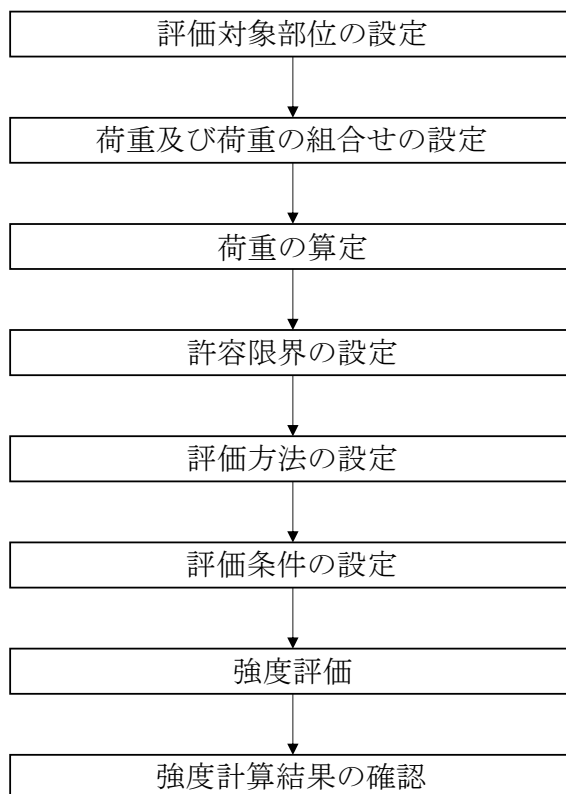 評価対象部位の設定
荷重及び荷重の組合せの設定
荷重の算定
許容限界の設定
評価方法の設定
評価条件の設定
強度評価
強度計算結果の確認